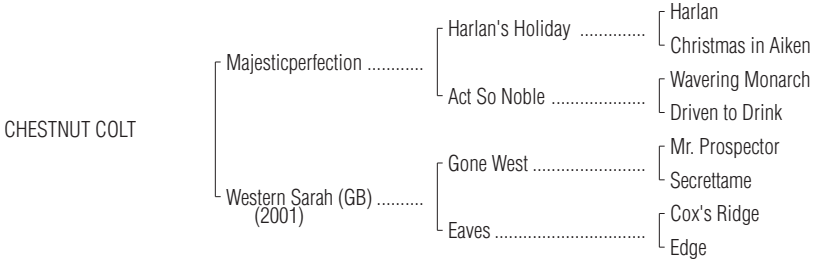 Harlan
Harlan's Holiday ..............
Christmas in Aiken
Majesticperfection ............
Wavering Monarch
Act So Noble ....................
Driven to Drink
CHESTNUT COLT
Mr. Prospector
Gone West ........................
Secrettame
Western Sarah (GB) ..........
(2001)
Cox's Ridge
Eaves ................................
Edge